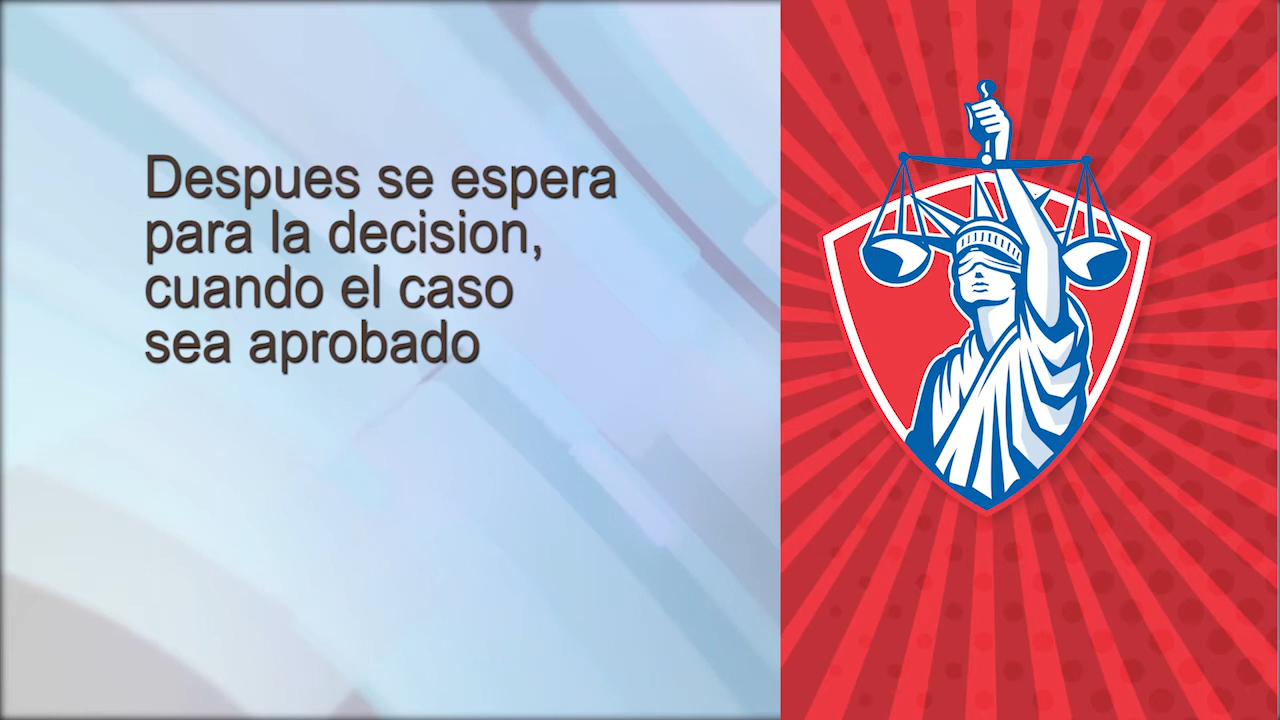 Despues se espera
para la decision,
cuando el caso
sea aprobado